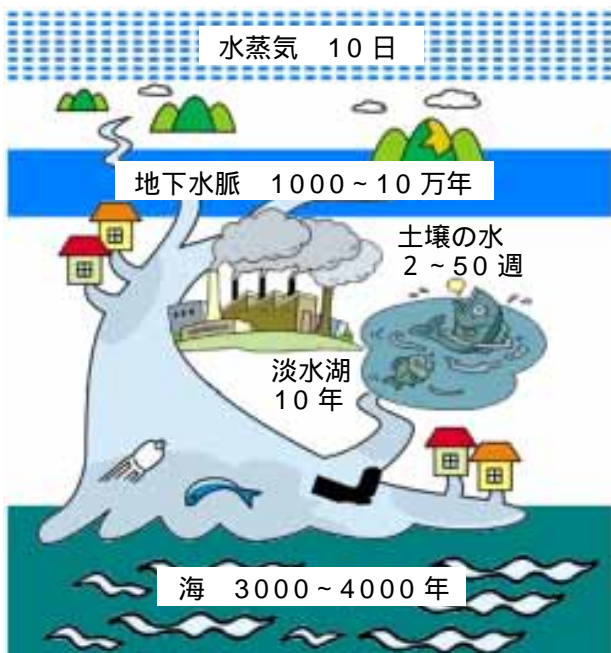 水蒸気　10日
地下水脈　1000~10万年
土壌の水
2~50週
淡水湖
10年
海　3000~4000年